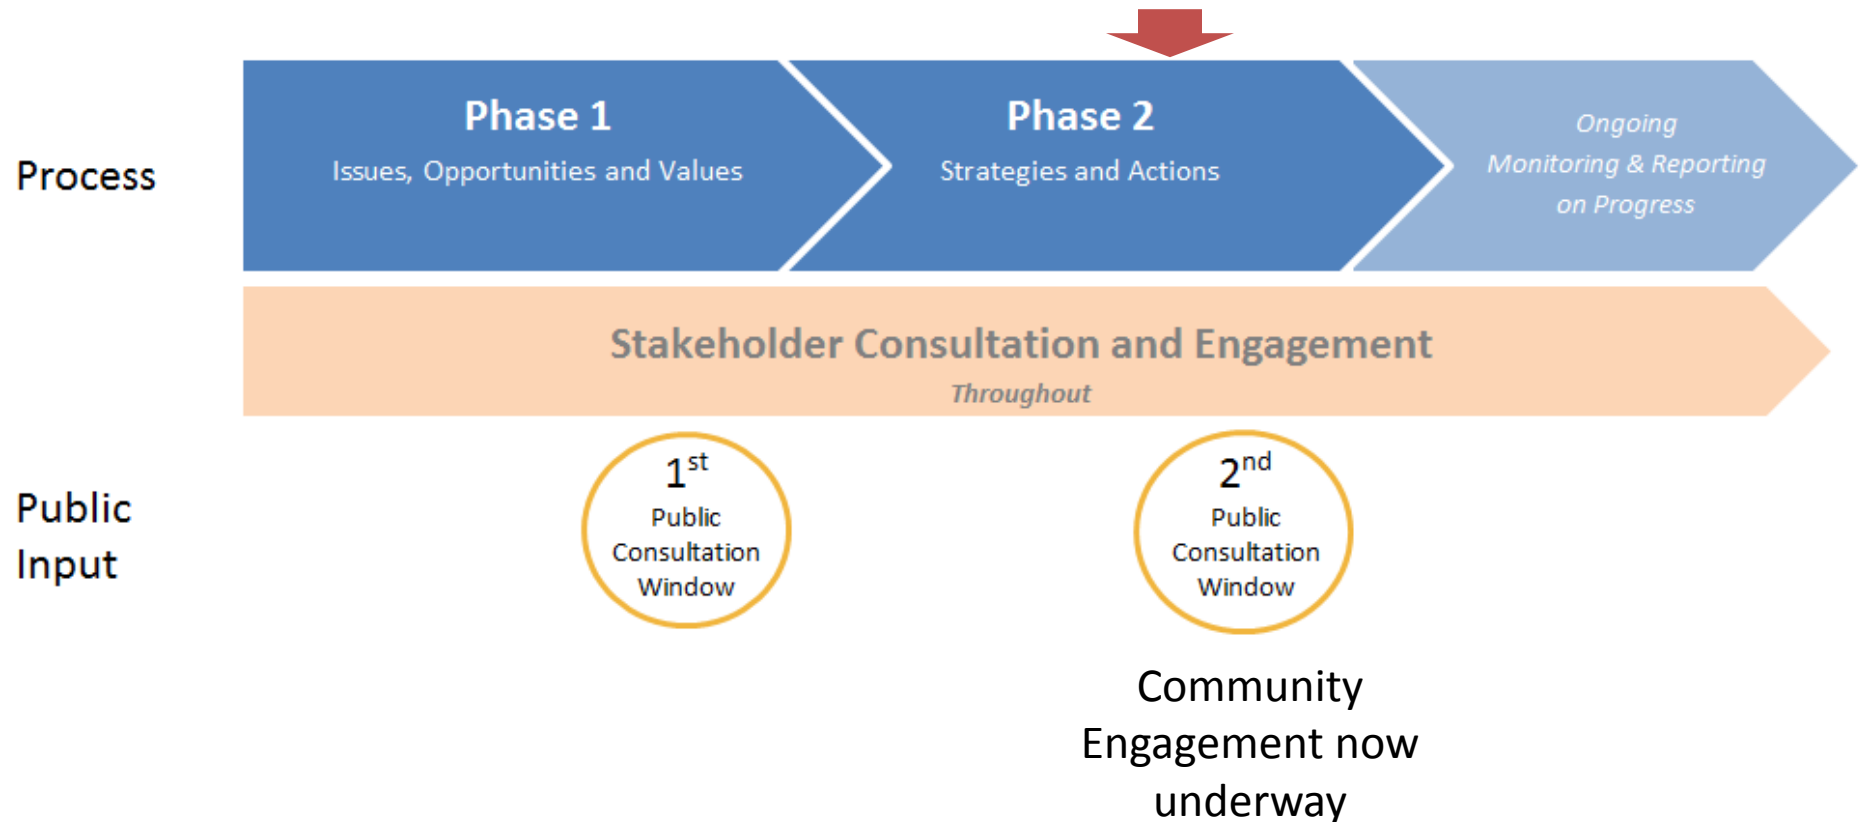 Process
Phase 1
Issues, Opportunities and Values
Phase 2
Strategies and Actions
Ongoing
Monitoring & Reporting
on Progress
Stakeholder Consultation and Engagement
Throughout
Public
Input
1st
Public
Consultation
Window
2nd
Public
Consultation
Window
Community
Engagement now
underway